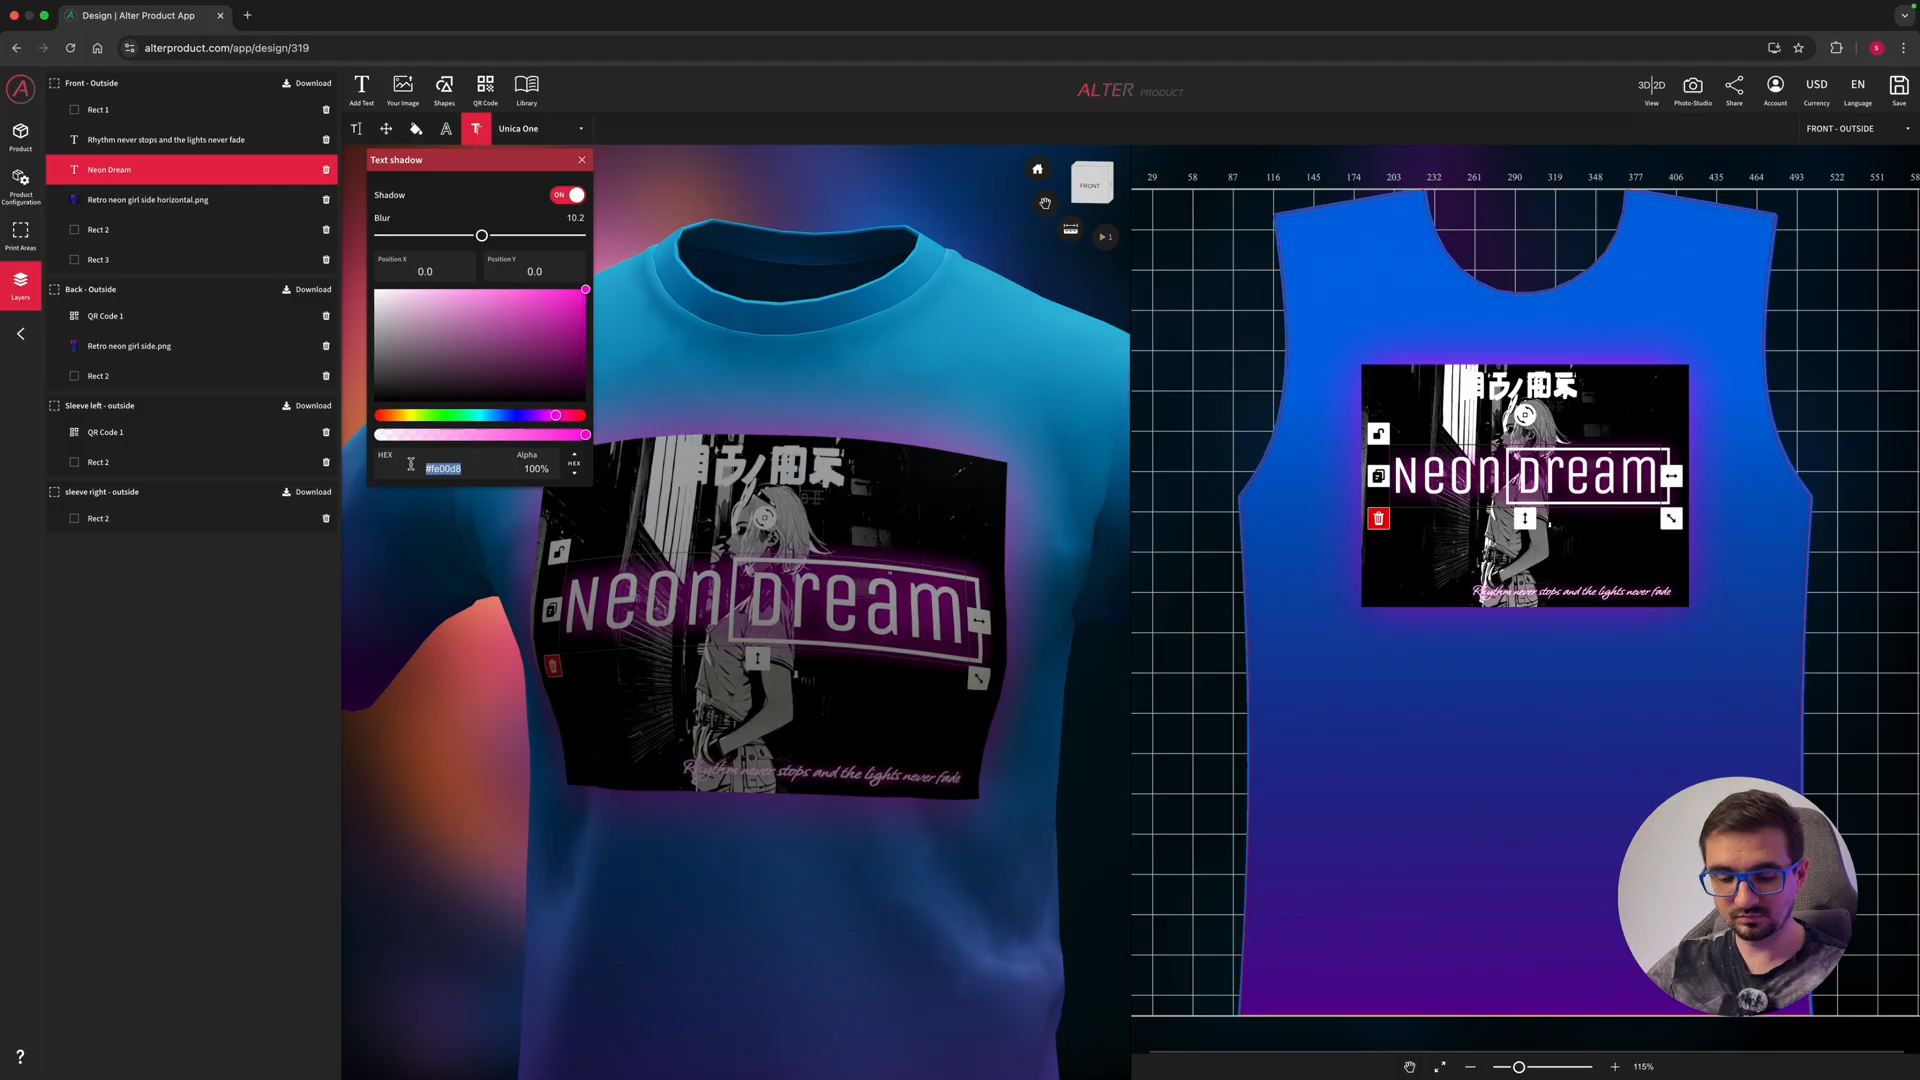 Design | Alter Product App
alterproduct.com/app/design/319
S
Front - Outside
Download
Rect 1
Rhythm never stops and the lights never fade
Neon Dream
Retro neon girl side horizontal.png
Rect 2
Rect 3
Back - Outside
Download
QR Code 1
Retro neon girl side.png
Rect 2
Sleeve left - outside
Download
QR Code 1
Rect 2
sleeve right - outside
Download
Rect 2
Product
Product Configuration
Print Areas
Layers
?
Add Text
Your Image
Shapes
QR Code
Library
ALTER PRODUCT
3D|2D
View
Photo-Studio
Share
Account
USD
Currency
EN
Language
Save
Unica One
FRONT - OUTSIDE
Text shadow
Shadow
ON
Blur
10.2
Position X
0.0
Position Y
0.0
HEX
#fe00d8
Alpha
100%
HEX
FRONT
1
Neon Dream
Rhythm never stops and the lights never fade
29 58 87 116 145 174 203 232 261 290 319 348 377 406 435 464 493 522 551 58
Neon Dream
Rhythm never stops and the lights never fade
115%